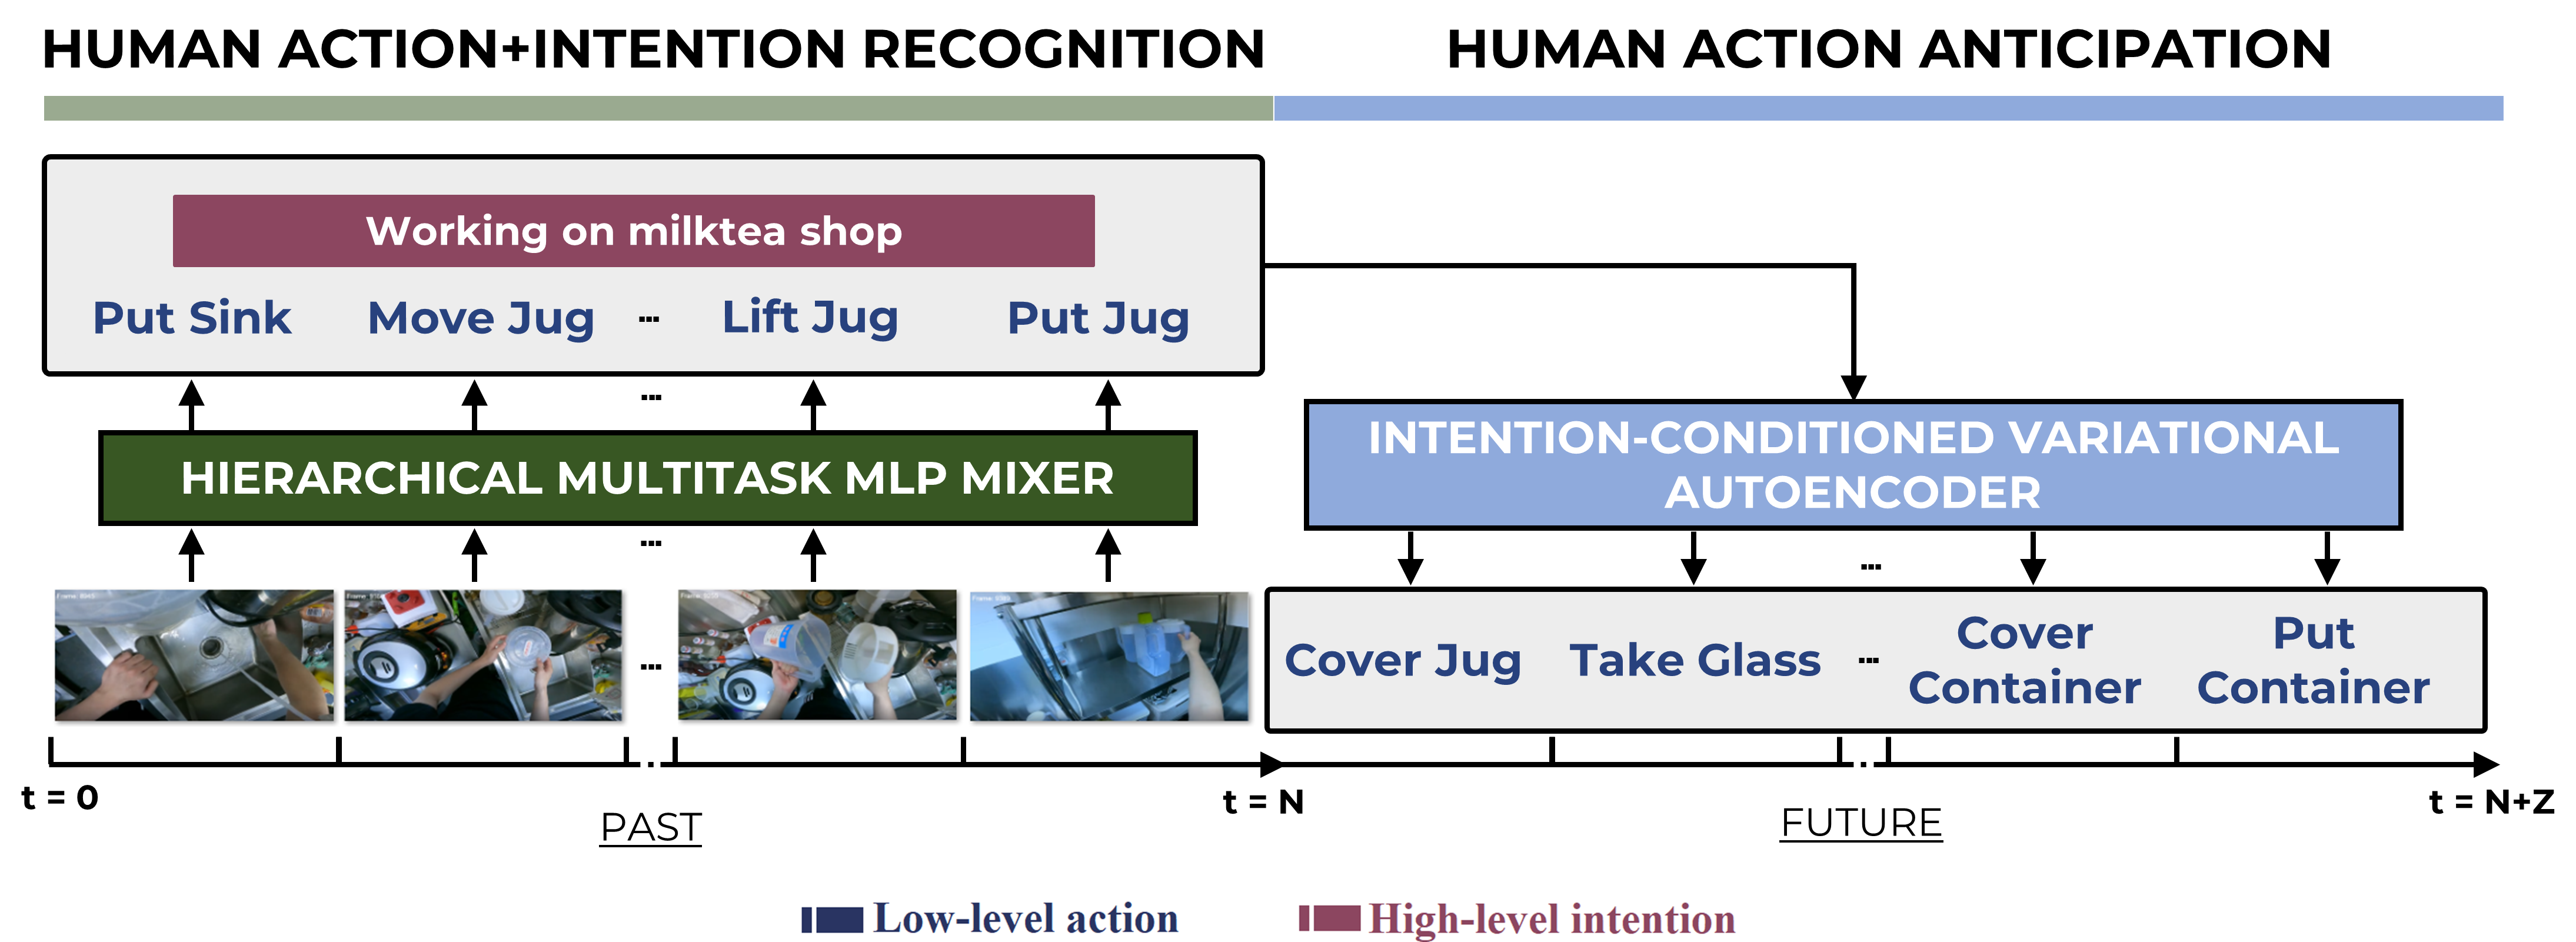 HUMAN ACTION+INTENTION RECOGNITION
HUMAN ACTION ANTICIPATION
Working on milktea shop
Put Sink
Move Jug
...
Lift Jug
Put Jug
...
HIERARCHICAL MULTITASK MLP MIXER
INTENTION-CONDITIONED VARIATIONAL
AUTOENCODER
...
...
...
Cover Jug
Take Glass
...
Cover
Container
Put
Container
t = 0
t = N
t = N+Z
PAST
FUTURE
Low-level action
High-level intention